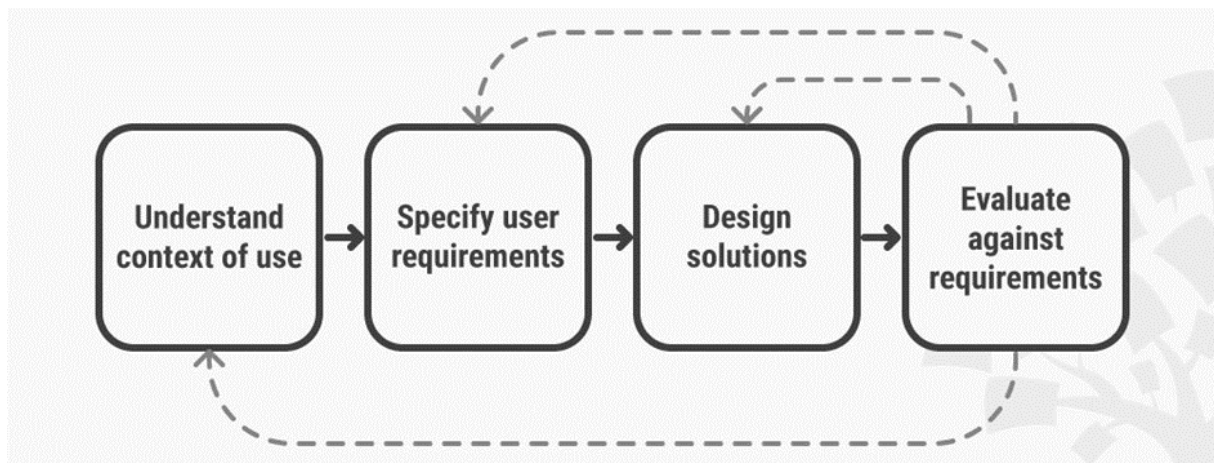 Understand
context of use
Specify user
requirements
Design
solutions
Evaluate
against
requirements